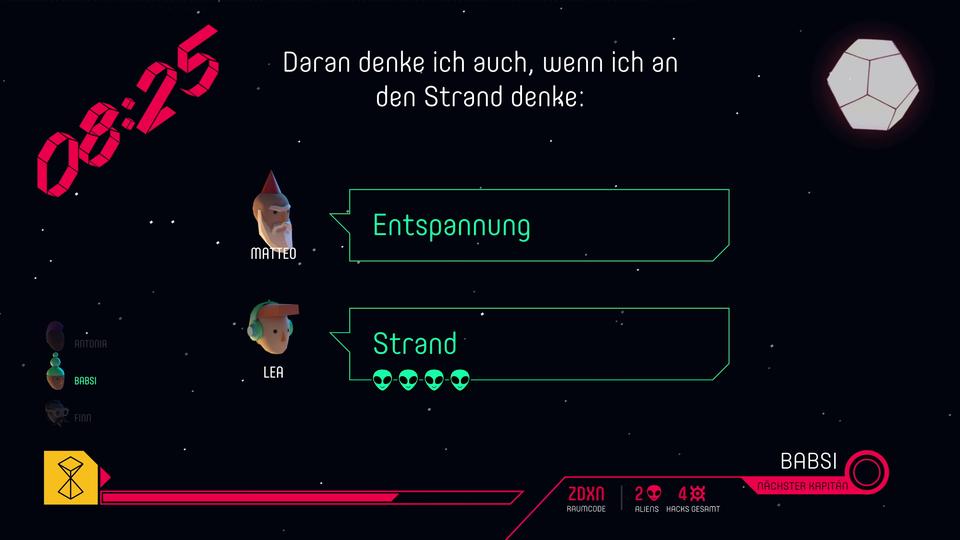 08:25
Daran denke ich auch, wenn ich an
den Strand denke:
Entspannung
MATTEO
Strand
LEA
ANTONIA
BABSI
FINN
BABSI
NÄCHSTER KAPITÄN
ZDXN
RAUMCODE
2
ALIENS
4
HACKS GESAMT